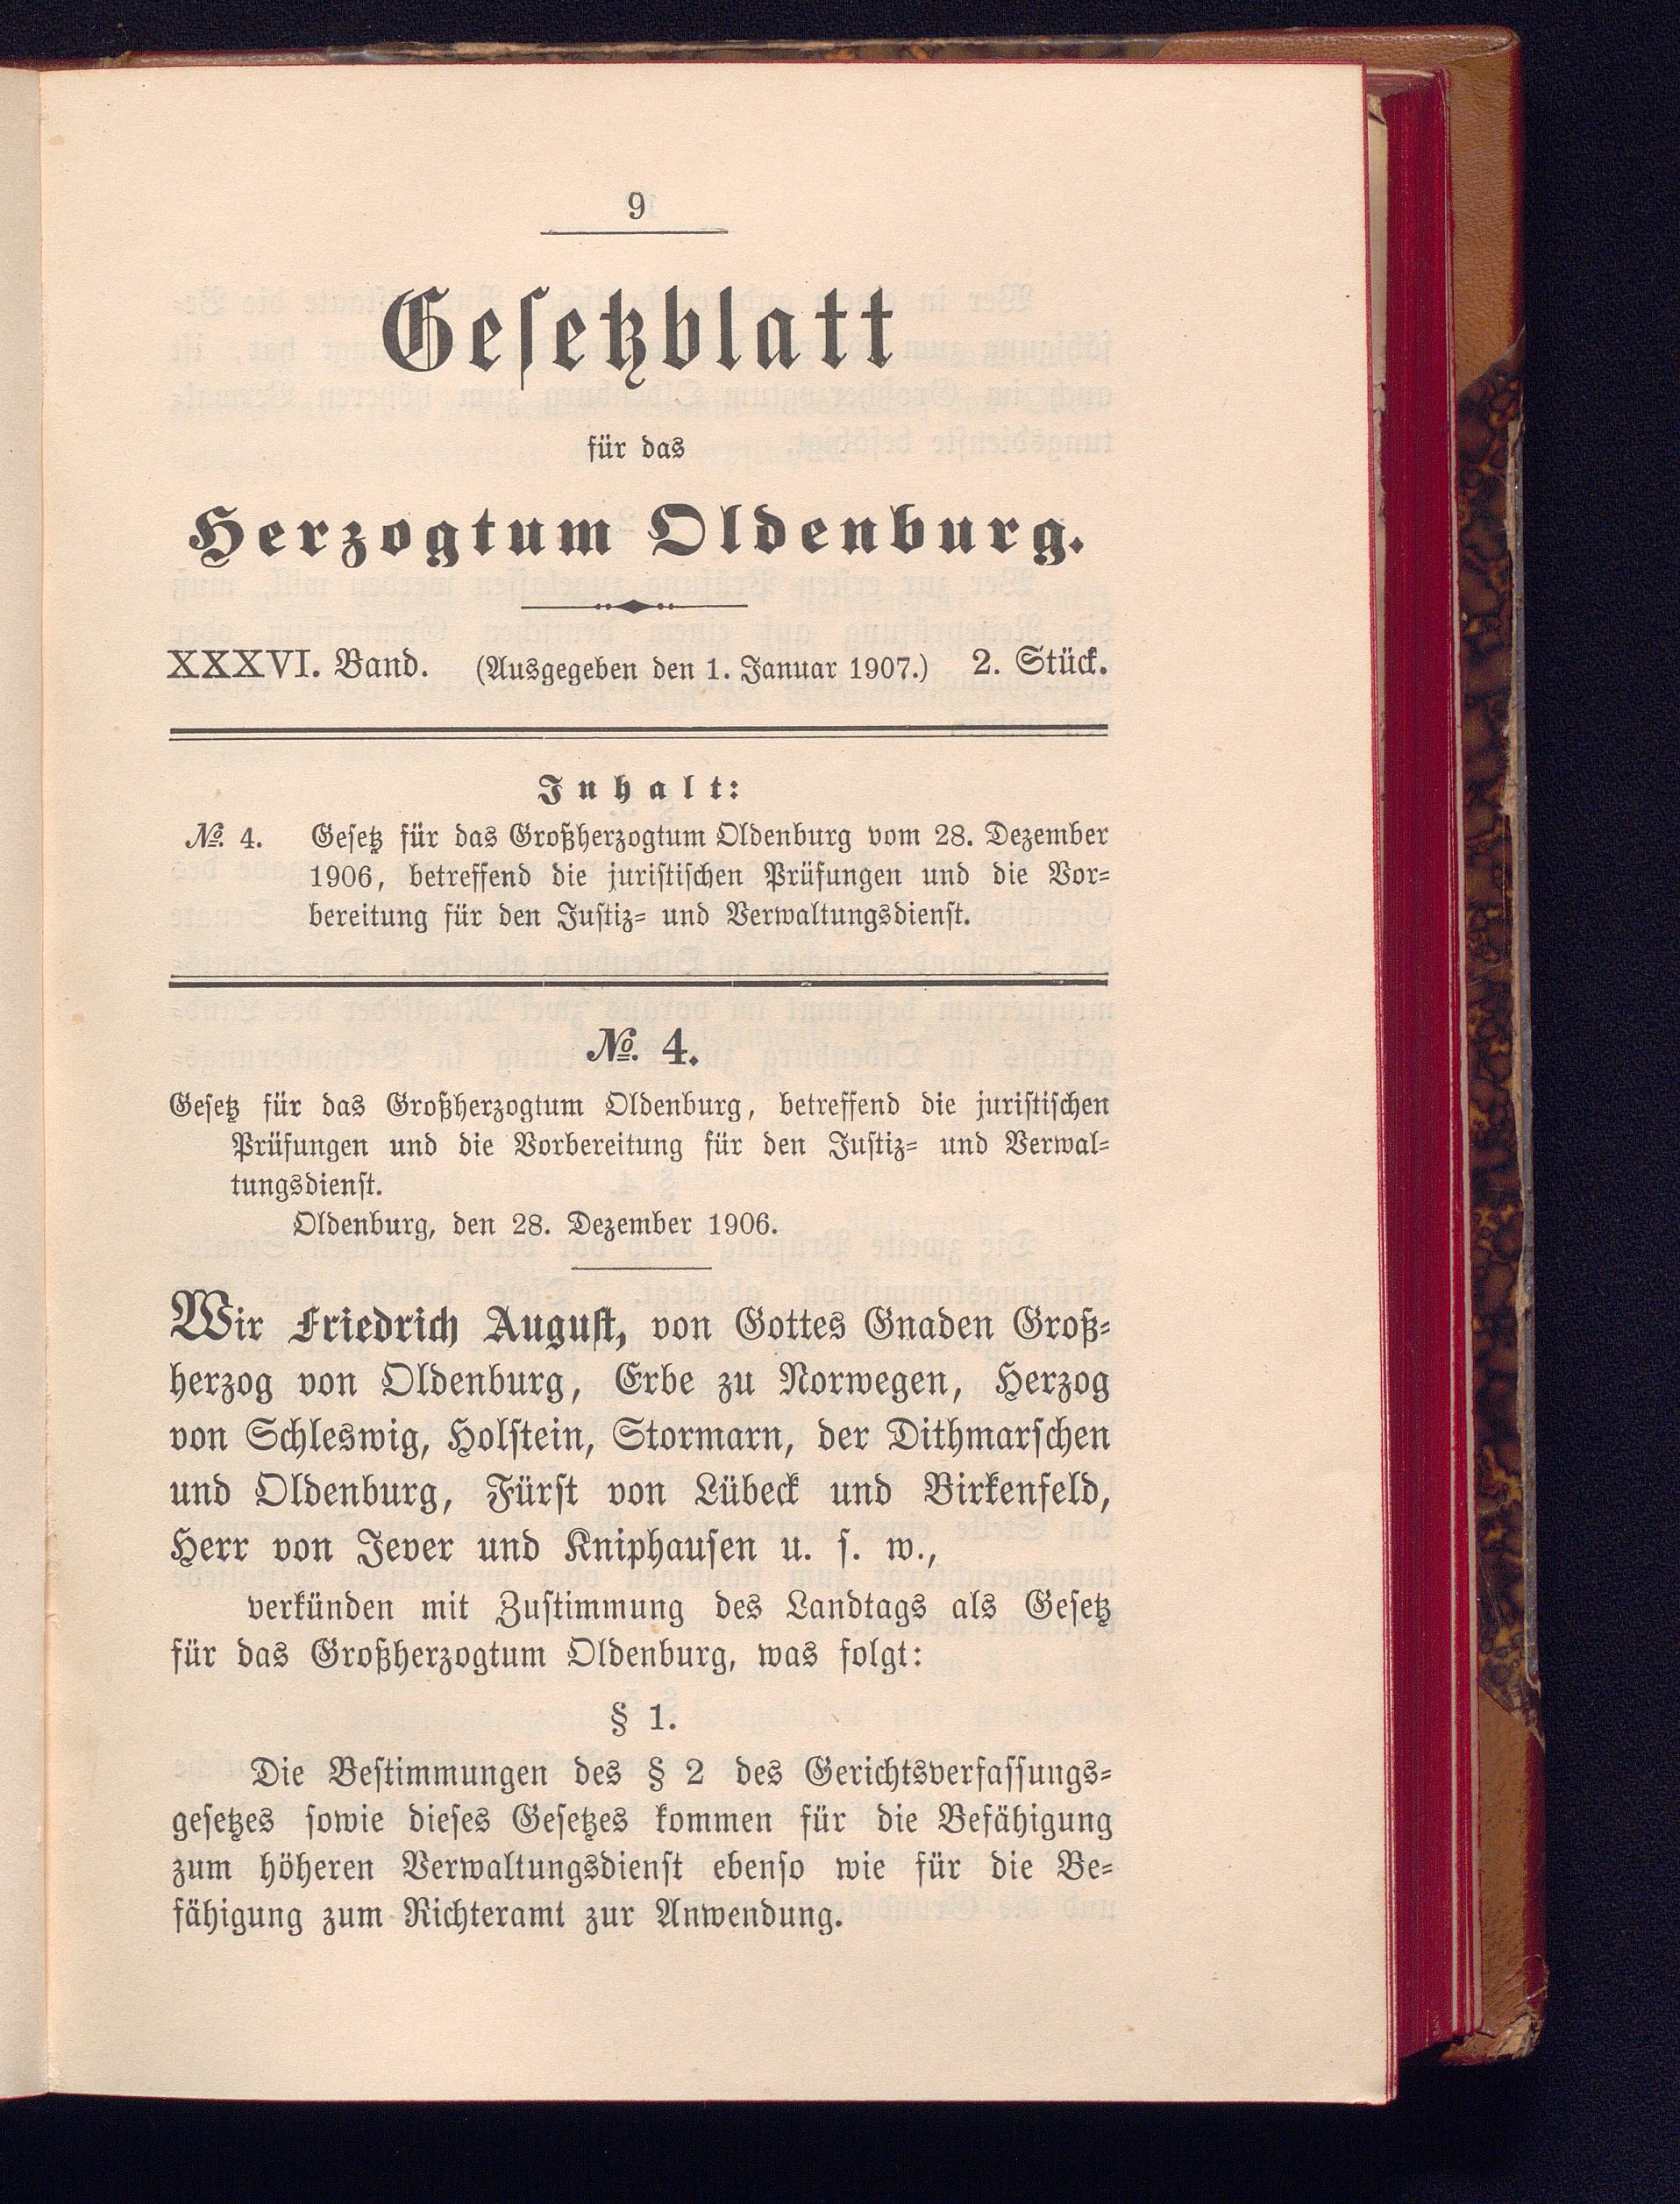 9
Gesetzblatt
für das
Herzogtum Oldenburg.
XXXVI. Band. (Ausgegeben den 1. Januar 1907.) 2. Stück.
Inhalt:
№ 4. Gesetz für das Großherzogtum Oldenburg vom 28. Dezember
1906, betreffend die juristischen Prüfungen und die Vor-
bereitung für den Justiz- und Verwaltungsdienst.
№ 4.
Gesetz für das Großherzogtum Oldenburg, betreffend die juristischen
Prüfungen und die Vorbereitung für den Justiz- und Verwal-
tungsdienst.
Oldenburg, den 28. Dezember 1906.
Wir Friedrich August, von Gottes Gnaden Groß-
herzog von Oldenburg, Erbe zu Norwegen, Herzog
von Schleswig, Holstein, Stormarn, der Dithmarschen
und Oldenburg, Fürst von Lübeck und Birkenfeld,
Herr von Jever und Kniphausen u. s. w.,
verkünden mit Zustimmung des Landtags als Gesetz
für das Großherzogtum Oldenburg, was folgt:
§ 1.
Die Bestimmungen des § 2 des Gerichtsverfassungs-
gesetzes sowie dieses Gesetzes kommen für die Befähigung
zum höheren Verwaltungsdienst ebenso wie für die Be-
fähigung zum Richteramt zur Anwendung.